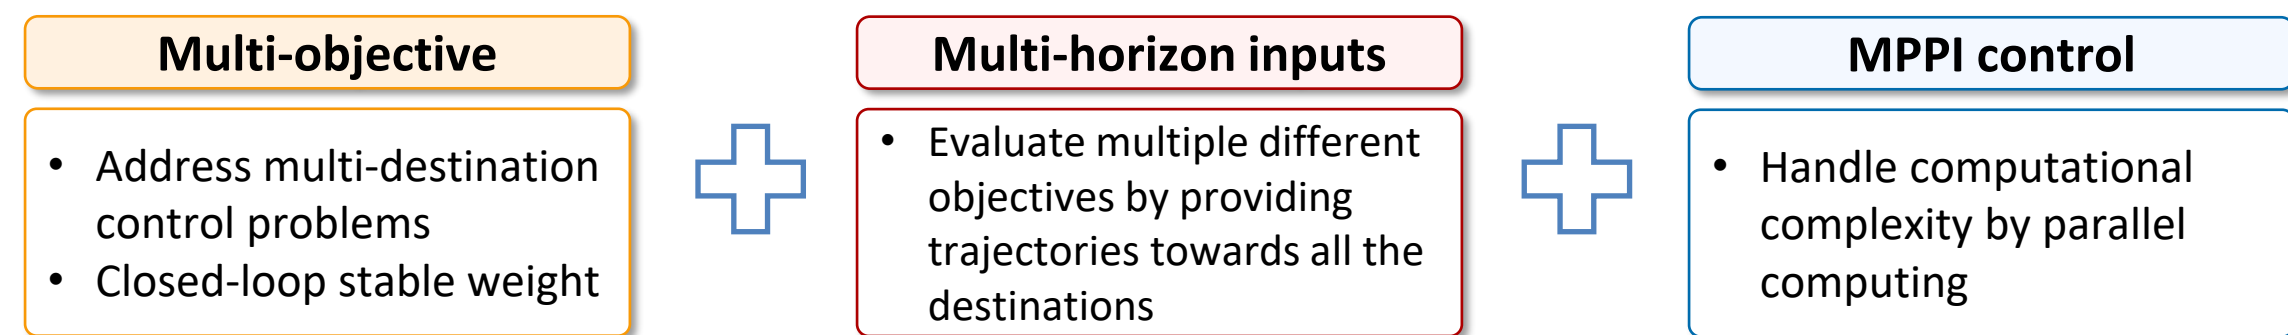 Multi-objective
• Address multi-destination
control problems
• Closed-loop stable weight
Multi-horizon inputs
• Evaluate multiple different
objectives by providing
trajectories towards all the
destinations
MPPI control
• Handle computational
complexity by parallel
computing